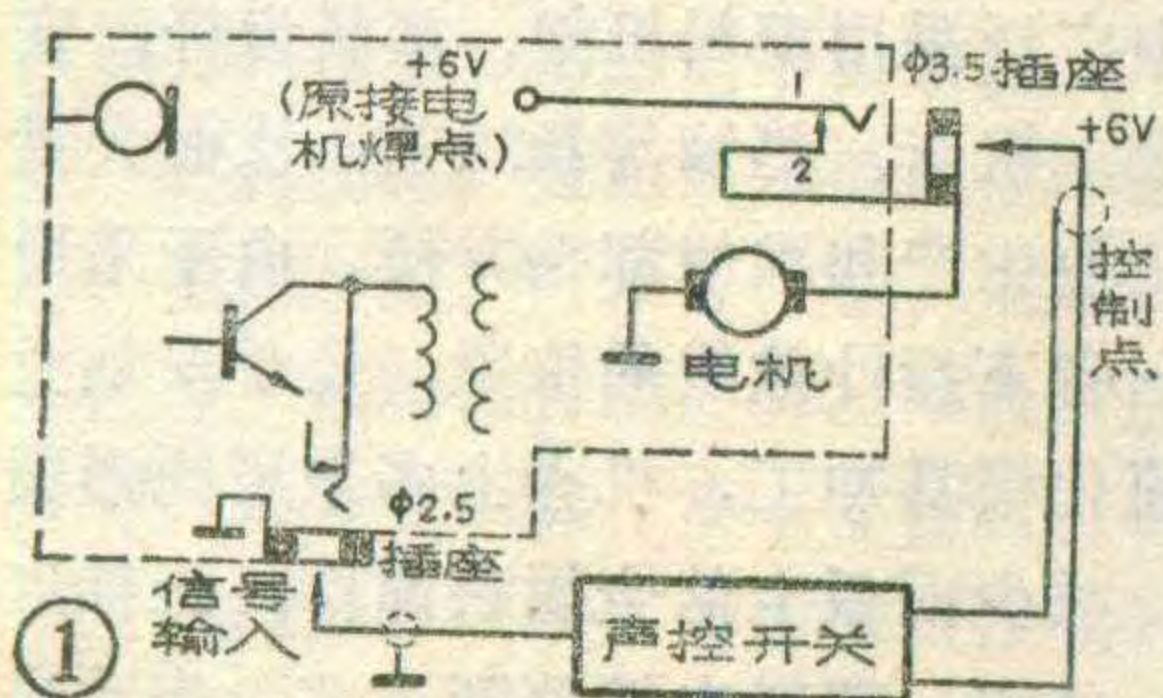 +6V
(原接电
机焊点)
1
2
φ3.5插座
+6V
控制点
电机
φ2.5
插座
信号
输入
声控开关
①